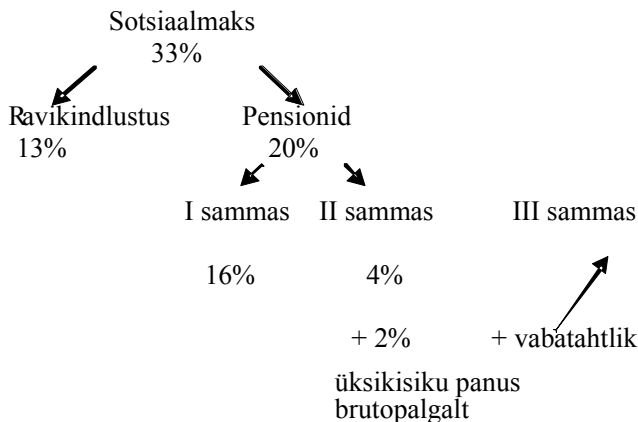 Sotsiaalmaks
33%
Ravikindlustus Pensionid
13% 20%
I sammas II sammas III sammas
16% 4%
+ 2% + vabatahtlik
üksikisiku panus
brutopalgalt